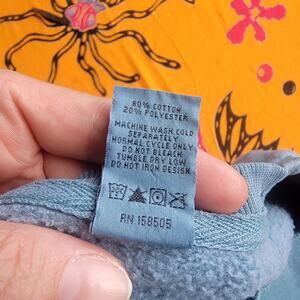 80% COTTON
20% POLYESTER
MACHINE WASH COLD
SEPARATELY
NORMAL CYCLE ONLY
DO NOT BLEACH.
TUMBLE DRY LOW
DO NOT IRON DESIGN
RN 158505